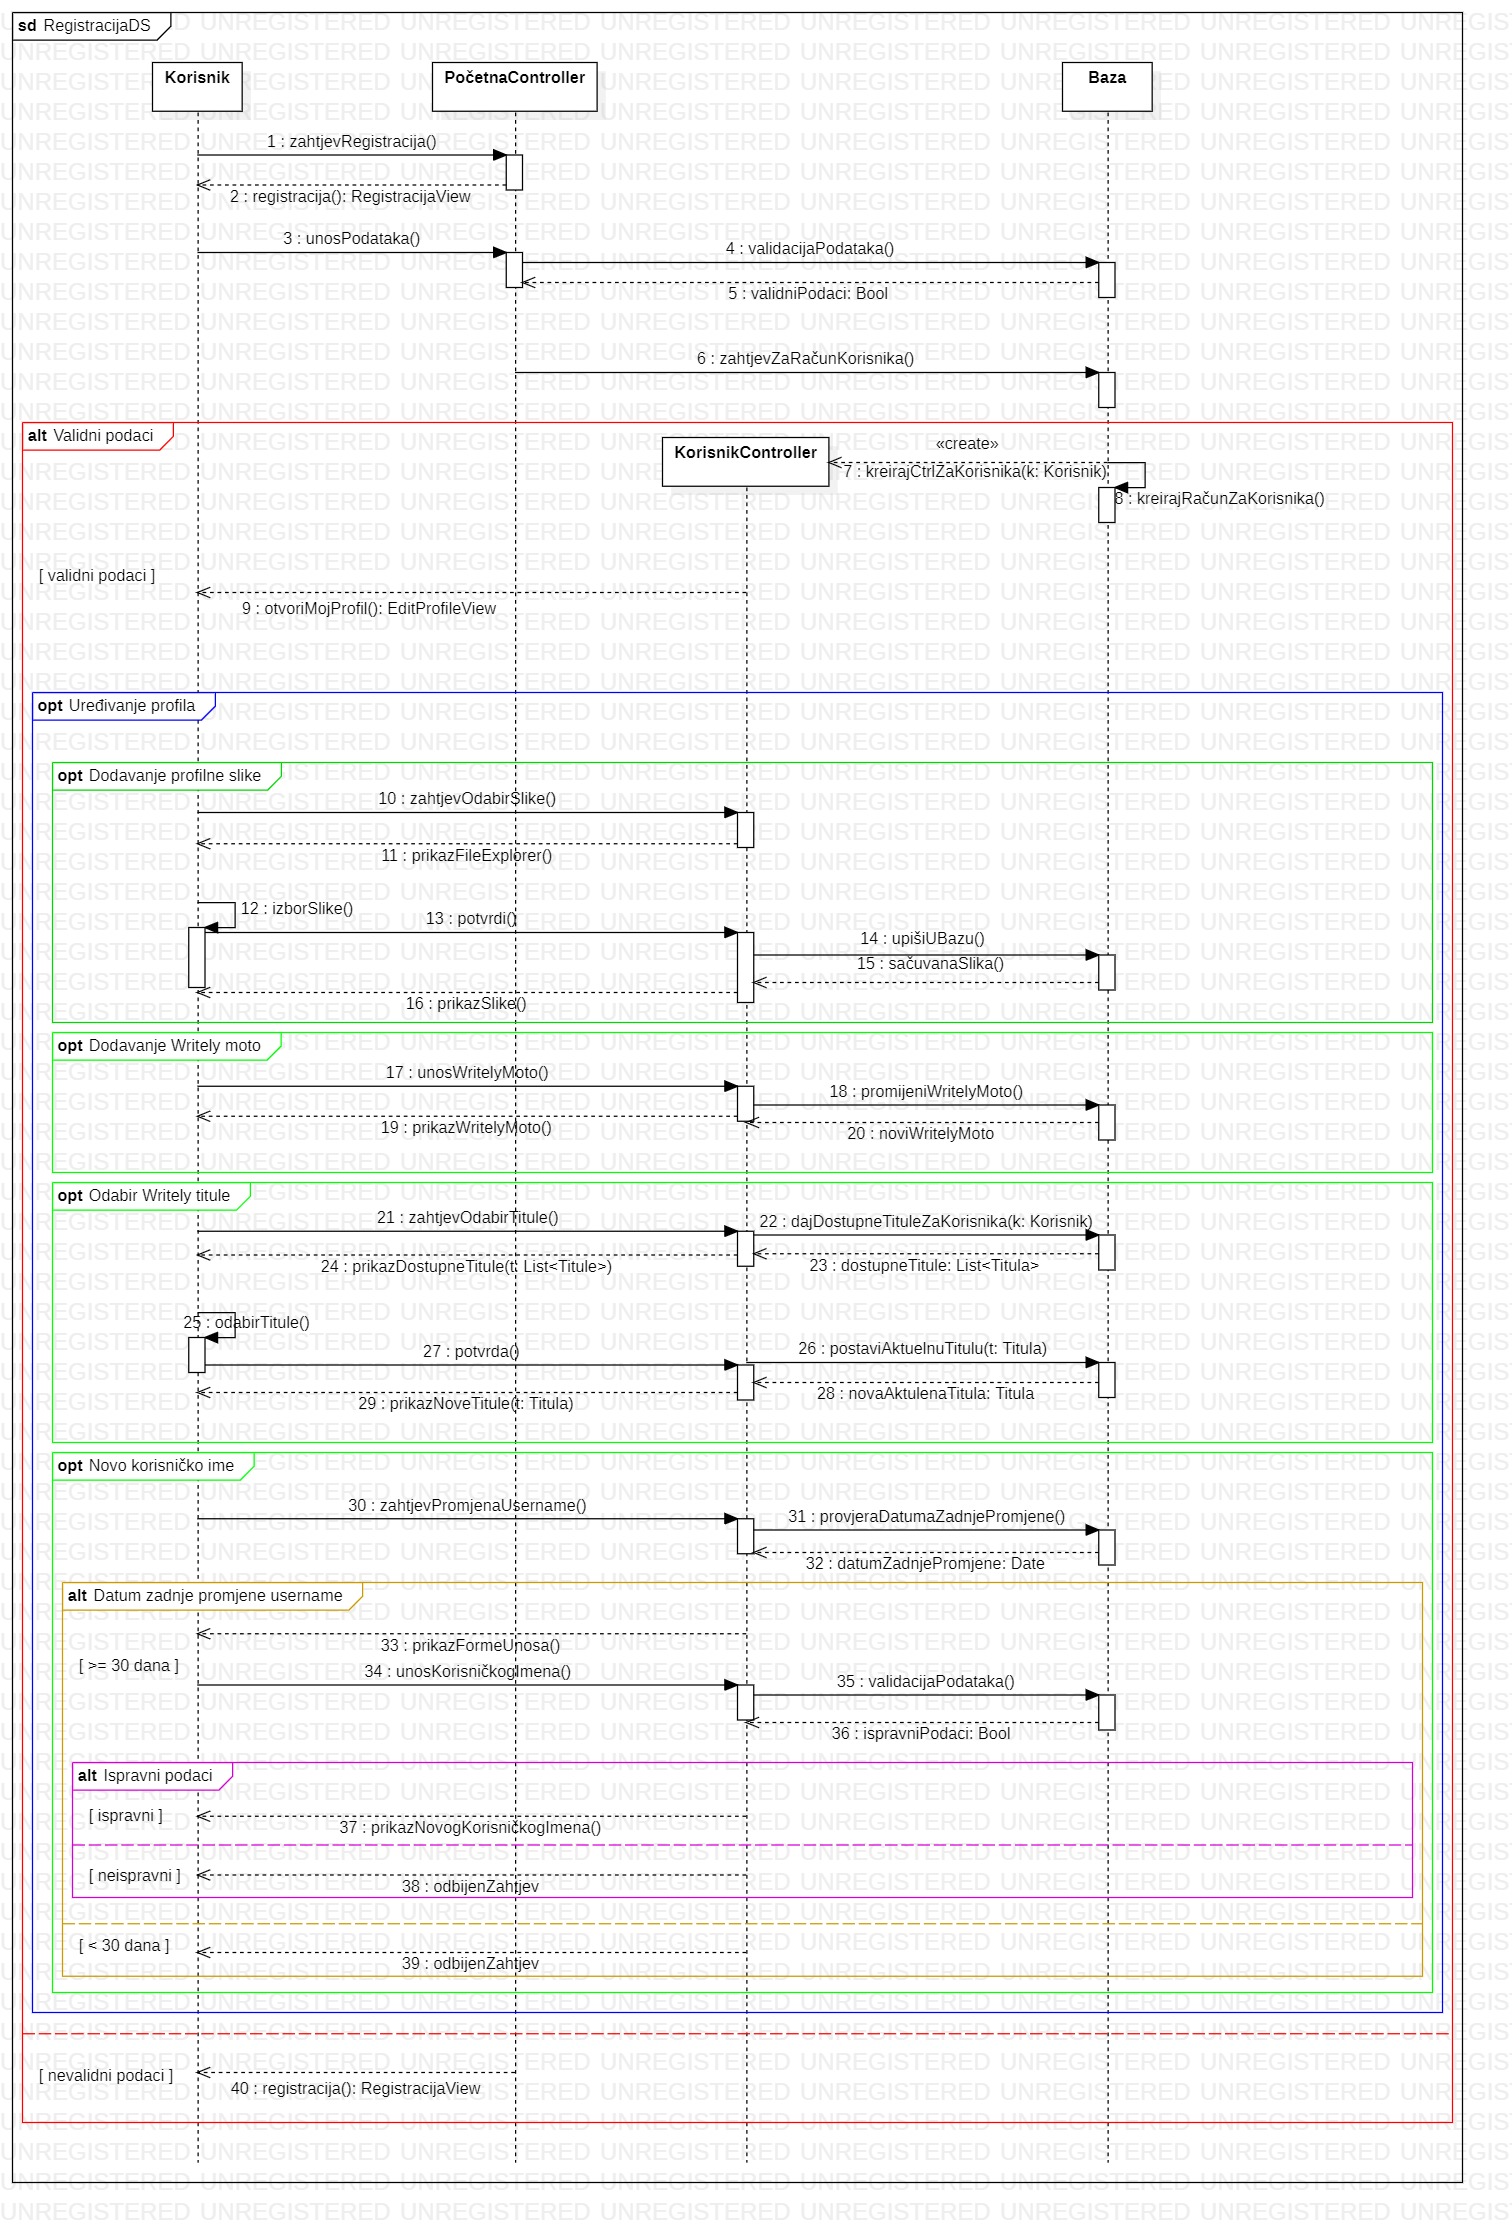 sd RegistracijaDS
Korisnik
PočetnaController
Baza
1 : zahtjevRegistracija()
2 : registracija(): RegistracijaView
3 : unosPodataka()
4 : validacijaPodataka()
5 : validniPodaci: Bool
6 : zahtjevZaRačunKorisnika()
alt Validni podaci
KorisnikController
«create»
7 : kreirajCtrlZaKorisnika(k: Korisnik)
8 : kreirajRačunZaKorisnika()
[ validni podaci ]
9 : otvoriMojProfil(): EditProfileView
opt Uređivanje profila
opt Dodavanje profilne slike
10 : zahtjevOdabirSlike()
11 : prikazFileExplorer()
12 : izborSlike()
13 : potvrdi()
14 : upišiUBazu()
15 : sačuvanaSlika()
16 : prikazSlike()
opt Dodavanje Writely moto
17 : unosWritelyMoto()
18 : promijeniWritelyMoto()
19 : prikazWritelyMoto()
20 : noviWritelyMoto
opt Odabir Writely titule
21 : zahtjevOdabirTitule()
22 : dajDostupneTituleZaKorisnika(k: Korisnik)
24 : prikazDostupneTitule(t: List<Titule>)
23 : dostupneTitule: List<Titula>
25 : odabirTitule()
27 : potvrda()
26 : postaviAktuelnuTitulu(t: Titula)
29 : prikazNoveTitule(t: Titula)
28 : novaAktulenaTitula: Titula
opt Novo korisničko ime
30 : zahtjevPromjenaUsername()
31 : provjeraDatumaZadnjePromjene()
32 : datumZadnjePromjene: Date
alt Datum zadnje promjene username
33 : prikazFormeUnosa()
[ >= 30 dana ]
34 : unosKorisničkogImena()
35 : validacijaPodataka()
36 : ispravniPodaci: Bool
alt Ispravni podaci
[ ispravni ]
37 : prikazNovogKorisničkogImena()
[ neispravni ]
38 : odbijenZahtjev
[ < 30 dana ]
39 : odbijenZahtjev
[ nevalidni podaci ]
40 : registracija(): RegistracijaView
UNREGISTERED